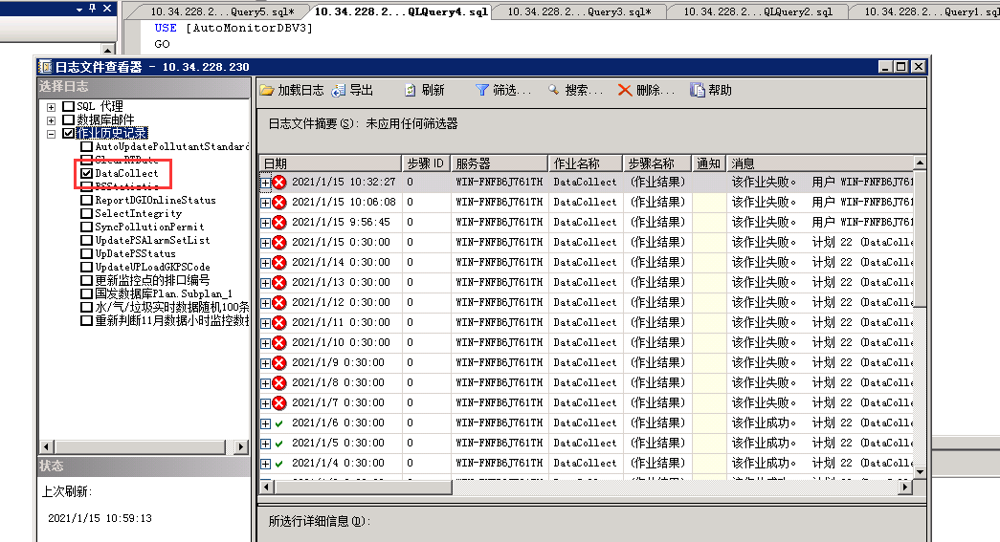 10.34.228.2...Query5.sql*
10.34.228.2...QLQuery4.sql
10.34.228.2...Query3.sql*
10.34.228.2...QLQuery2.sql
10.34.228.2...Query1.sql
USE [AutoMonitorDBV3]
GO
日志文件查看器 - 10.34.228.230
选择日志
SQL 代理
数据库邮件
作业历史记录
AutoUpdatePollutantStandard
ClearRTData
DataCollect
PSStatistic
ReportDGIOnlineStatus
SelectIntegrity
SyncPollutionPermit
UpdatePSAlarmSetList
UpDatePSStatus
UpdateUPLoadGKPSCode
更新监控点的排口编号
国发数据库Plan.Subplan_1
水/气/垃圾实时数据随机100条
重新判断11月数据小时监控数据
状态
上次刷新:
2021/1/15 10:59:13
加载日志 导出 刷新 筛选... 搜索... 删除... 帮助
日志文件摘要(S): 未应用任何筛选器
日期 步骤 ID 服务器 作业名称 步骤名称 通知 消息
2021/1/15 10:32:27 0 WIN-FNFB6J761TH DataCollect (作业结果) 该作业失败。 用户 WIN-FNFB6J761
2021/1/15 10:06:08 0 WIN-FNFB6J761TH DataCollect (作业结果) 该作业失败。 用户 WIN-FNFB6J761
2021/1/15 9:56:45 0 WIN-FNFB6J761TH DataCollect (作业结果) 该作业失败。 用户 WIN-FNFB6J761
2021/1/15 0:30:00 0 WIN-FNFB6J761TH DataCollect (作业结果) 该作业失败。 计划 22 (DataColle
2021/1/14 0:30:00 0 WIN-FNFB6J761TH DataCollect (作业结果) 该作业失败。 计划 22 (DataColle
2021/1/13 0:30:00 0 WIN-FNFB6J761TH DataCollect (作业结果) 该作业失败。 计划 22 (DataColle
2021/1/12 0:30:00 0 WIN-FNFB6J761TH DataCollect (作业结果) 该作业失败。 计划 22 (DataColle
2021/1/11 0:30:00 0 WIN-FNFB6J761TH DataCollect (作业结果) 该作业失败。 计划 22 (DataColle
2021/1/10 0:30:00 0 WIN-FNFB6J761TH DataCollect (作业结果) 该作业失败。 计划 22 (DataColle
2021/1/9 0:30:00 0 WIN-FNFB6J761TH DataCollect (作业结果) 该作业失败。 计划 22 (DataColle
2021/1/8 0:30:00 0 WIN-FNFB6J761TH DataCollect (作业结果) 该作业失败。 计划 22 (DataColle
2021/1/7 0:30:00 0 WIN-FNFB6J761TH DataCollect (作业结果) 该作业失败。 计划 22 (DataColle
2021/1/6 0:30:00 0 WIN-FNFB6J761TH DataCollect (作业结果) 该作业成功。 计划 22 (DataColle
2021/1/5 0:30:00 0 WIN-FNFB6J761TH DataCollect (作业结果) 该作业成功。 计划 22 (DataColle
2021/1/4 0:30:00 0 WIN-FNFB6J761TH DataCollect (作业结果) 该作业成功。 计划 22 (DataColle
所选行详细信息(D):